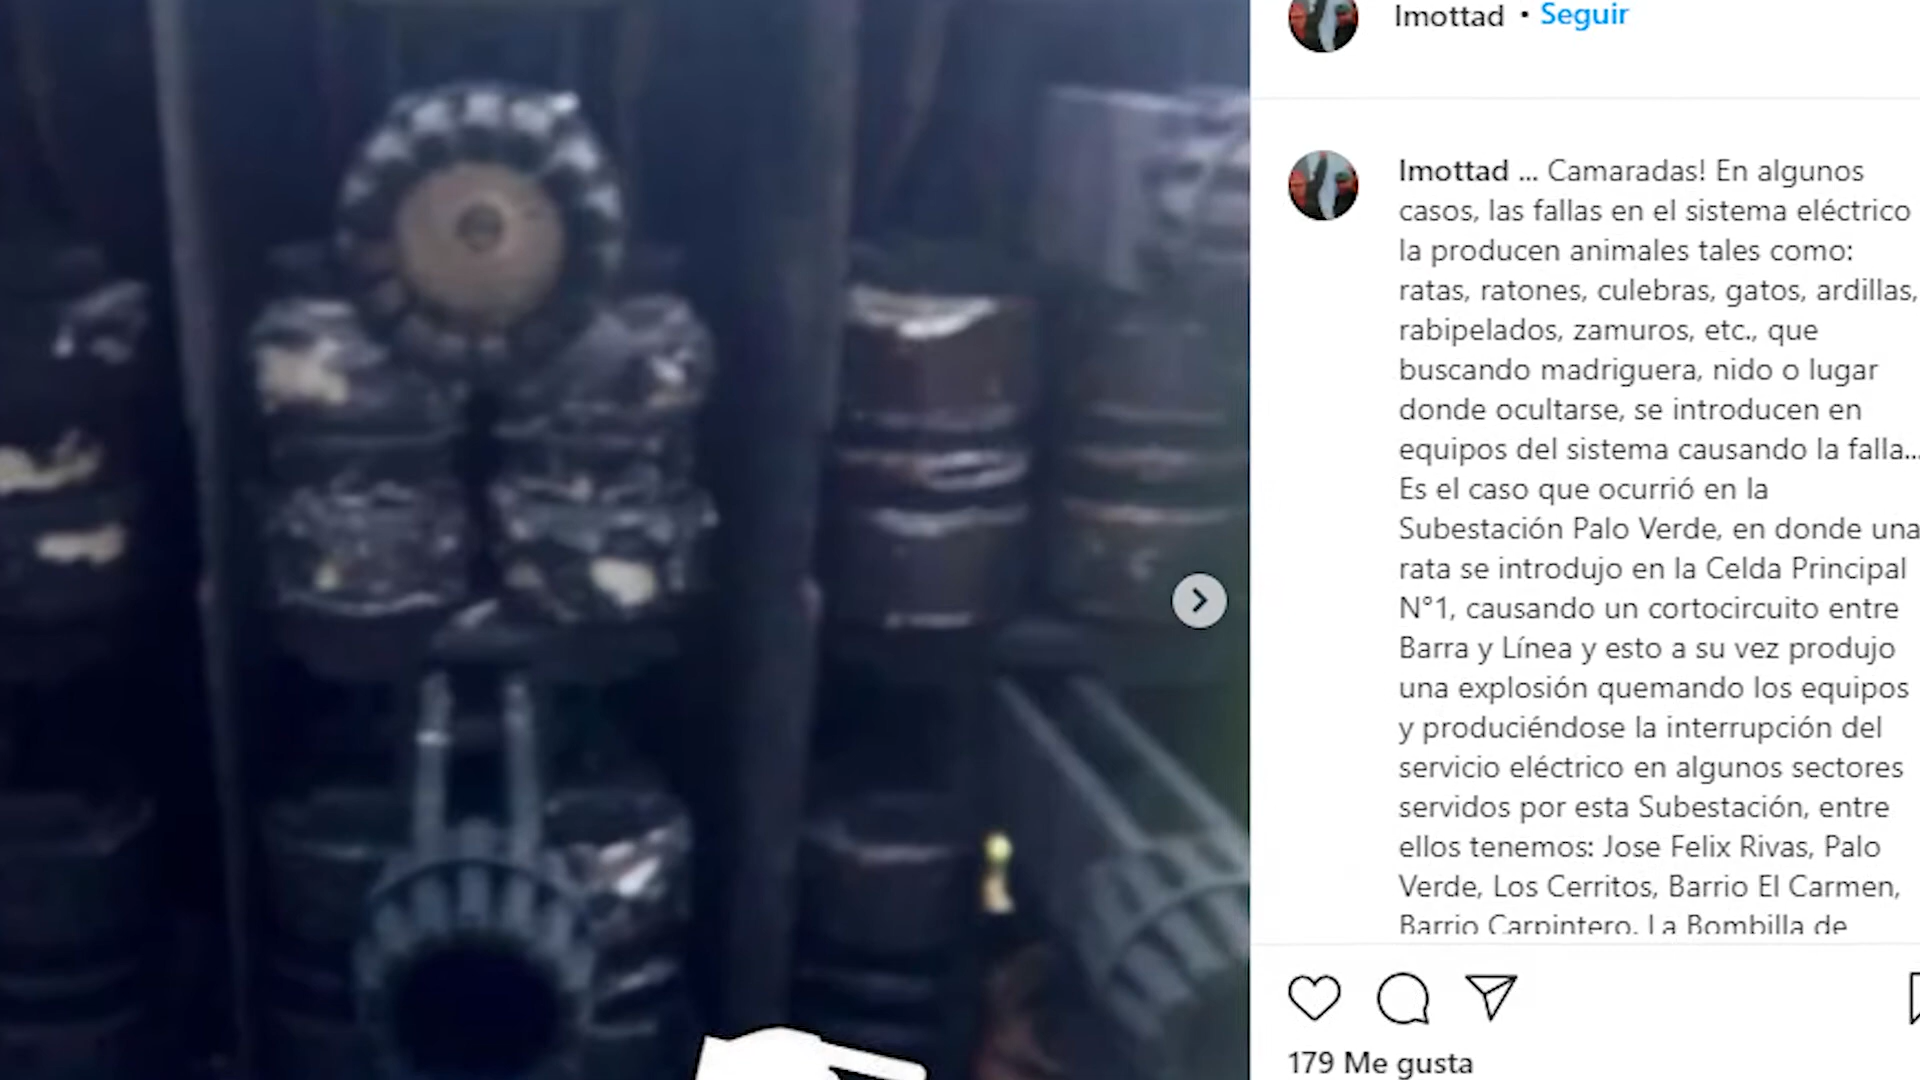 lmottad • Seguir
lmottad ... Camaradas! En algunos
casos, las fallas en el sistema eléctrico
la producen animales tales como:
ratas, ratones, culebras, gatos, ardillas,
rabipelados, zamuros, etc., que
buscando madriguera, nido o lugar
donde ocultarse, se introducen en
equipos del sistema causando la falla...
Es el caso que ocurrió en la
Subestación Palo Verde, en donde una
rata se introdujo en la Celda Principal
N°1, causando un cortocircuito entre
Barra y Línea y esto a su vez produjo
una explosión quemando los equipos
y produciéndose la interrupción del
servicio eléctrico en algunos sectores
servidos por esta Subestación, entre
ellos tenemos: Jose Felix Rivas, Palo
Verde, Los Cerritos, Barrio El Carmen,
Barrio Carpintero, La Bombilla de
179 Me gusta